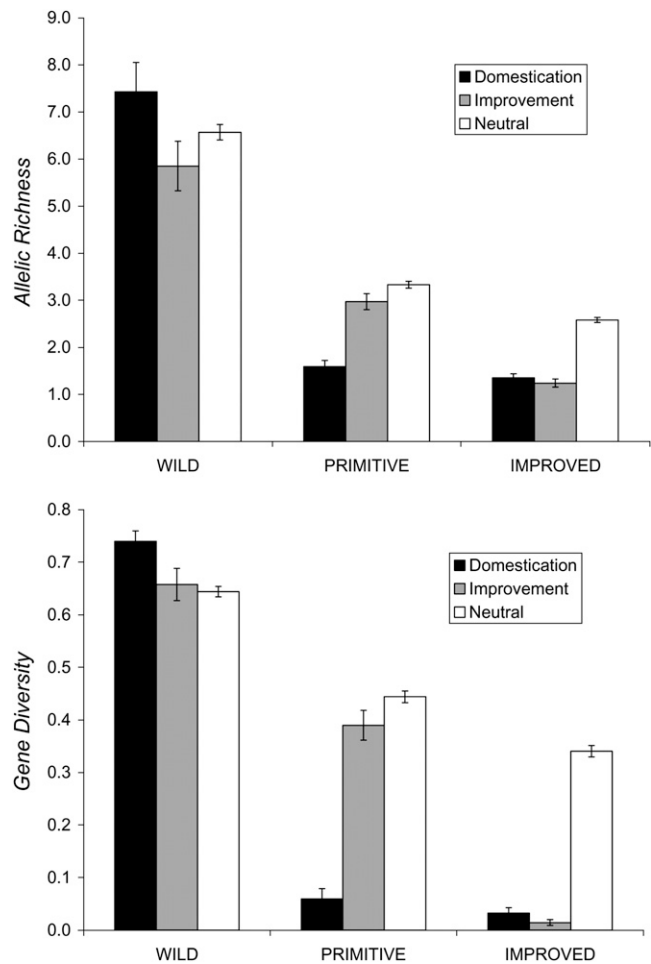 9.0
8.0
7.0
6.0
5.0
4.0
3.0
2.0
1.0
0.0
Allelic Richness
Domestication
Improvement
Neutral
WILD PRIMITIVE IMPROVED
0.8
0.7
0.6
0.5
0.4
0.3
0.2
0.1
0.0
Gene Diversity
Domestication
Improvement
Neutral
WILD PRIMITIVE IMPROVED